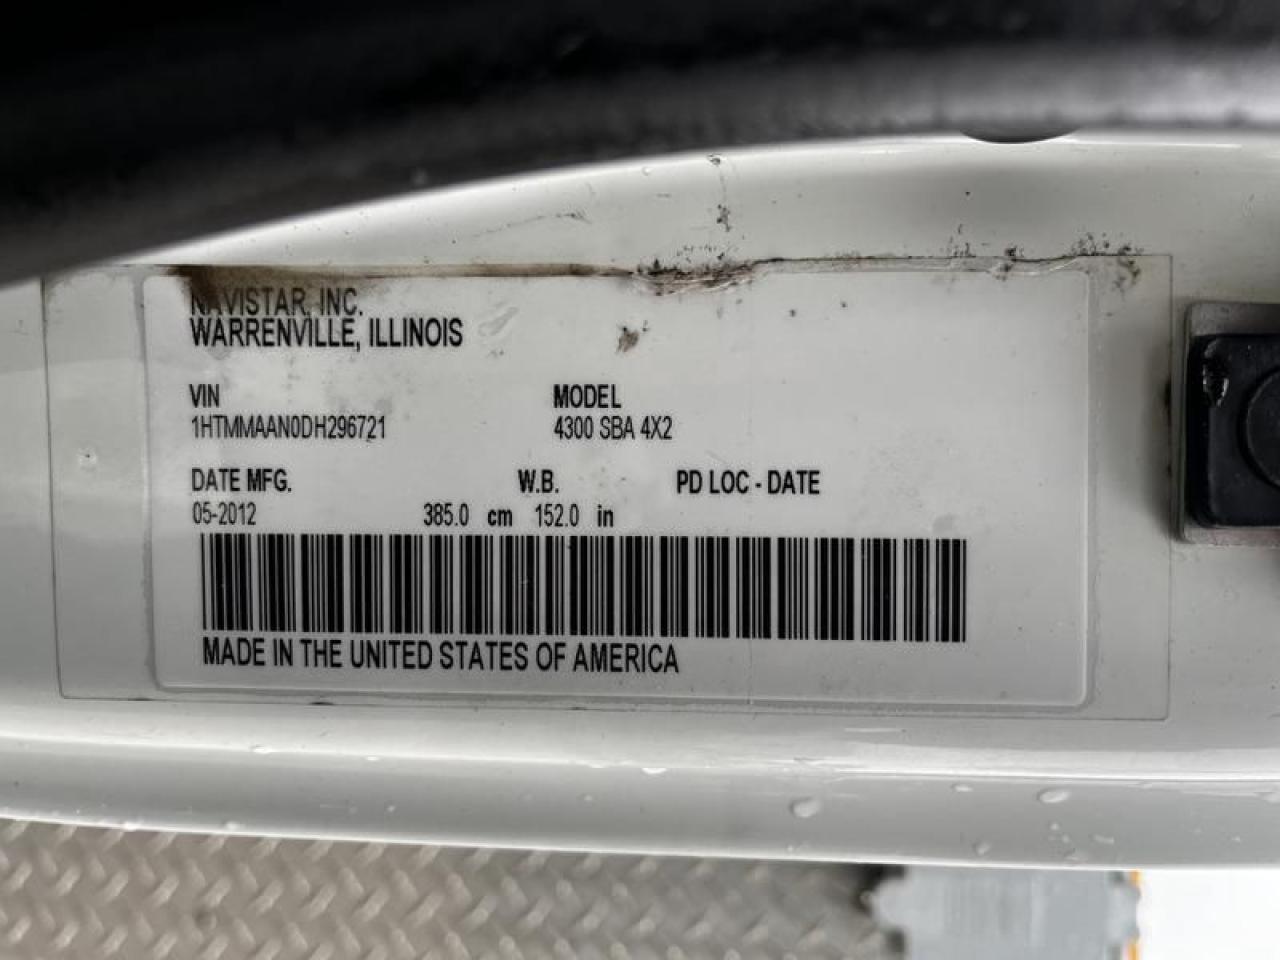 NAVISTAR, INC.
WARRENVILLE, ILLINOIS
VIN MODEL
1HTMMAAN0DH296721 4300 SBA 4X2
DATE MFG. W.B. PD LOC - DATE
05-2012 385.0 cm 152.0 in
MADE IN THE UNITED STATES OF AMERICA